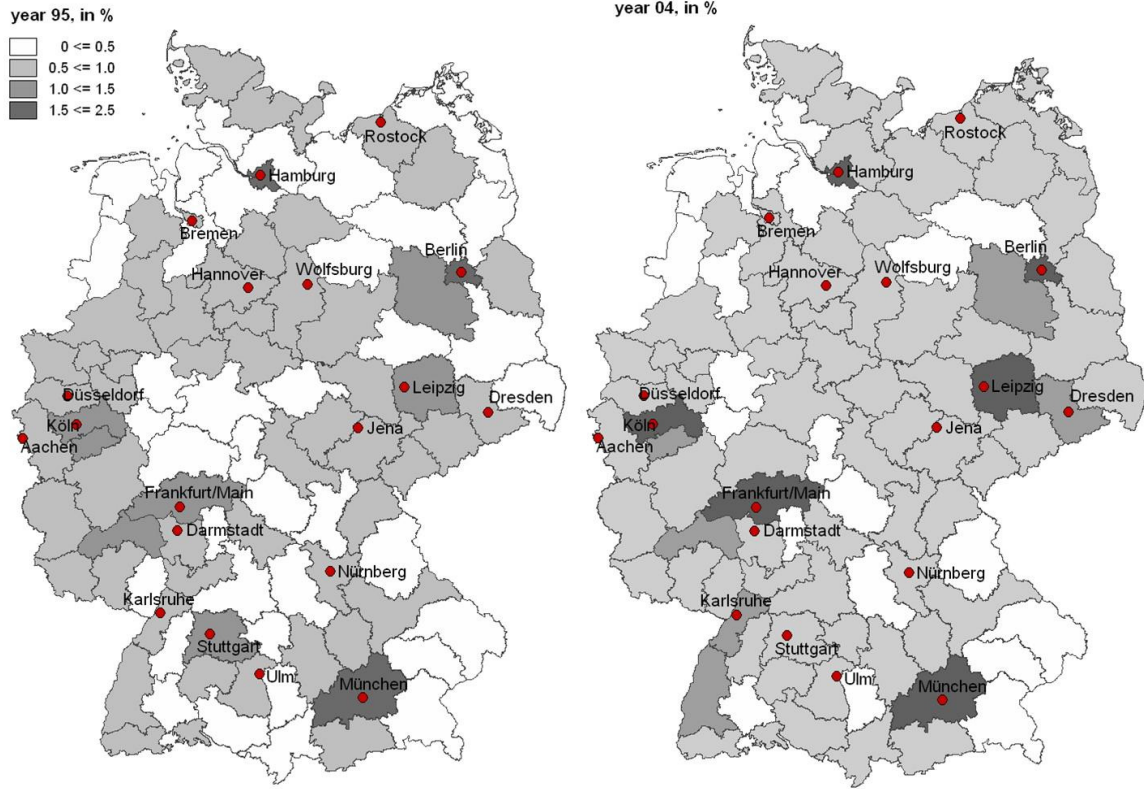 year 95, in %
0 <= 0.5
0.5 <= 1.0
1.0 <= 1.5
1.5 <= 2.5
Rostock
Hamburg
Bremen
Berlin
Hannover
Wolfsburg
Düsseldorf
Leipzig
Dresden
Köln
Jena
Aachen
Frankfurt/Main
Darmstadt
Nürnberg
Karlsruhe
Stuttgart
Ulm
München
year 04, in %
Rostock
Hamburg
Bremen
Berlin
Hannover
Wolfsburg
Düsseldorf
Leipzig
Dresden
Köln
Jena
Aachen
Frankfurt/Main
Darmstadt
Nürnberg
Karlsruhe
Stuttgart
Ulm
München